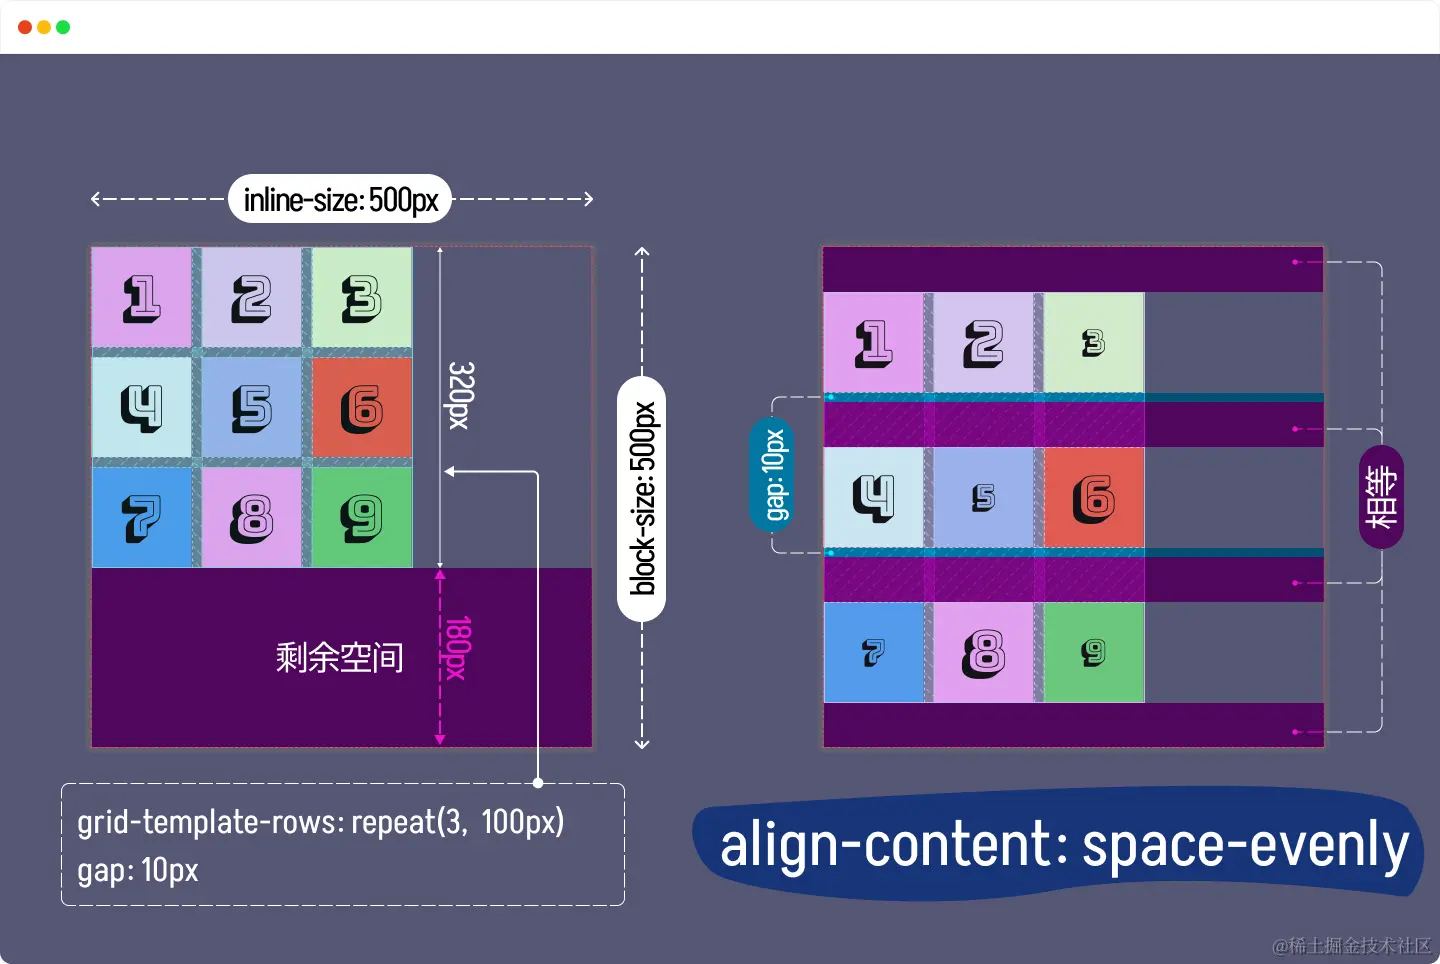 inline-size: 500px
1
2
3
4
5
6
7
8
9
320px
block-size: 500px
剩余空间
180px
grid-template-rows: repeat(3, 100px)
gap: 10px
1
2
3
4
5
6
7
8
9
gap: 10px
相等
align-content: space-evenly
@稀土掘金技术社区